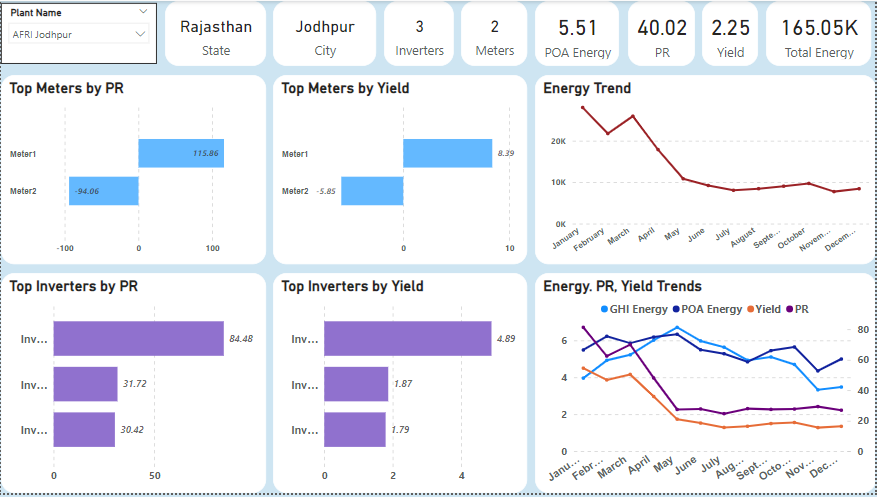 Plant Name
AFRI Jodhpur
Rajasthan
State
Jodhpur
City
3
Inverters
2
Meters
5.51
POA Energy
40.02
PR
2.25
Yield
165.05K
Total Energy
Top Meters by PR
Meter1
115.86
Meter2
-94.06
-100
0
100
Top Meters by Yield
Meter1
8.39
Meter2
-5.85
0
10
Energy Trend
20K
10K
0K
January
February
March
April
May
June
July
August
Septe...
October
Novem...
Decem...
Top Inverters by PR
Inv...
84.48
Inv...
31.72
Inv...
30.42
0
50
Top Inverters by Yield
Inv...
4.89
Inv...
1.87
Inv...
1.79
0
2
4
Energy. PR, Yield Trends
GHI Energy POA Energy Yield PR
6
4
2
0
80
60
40
20
0
Janu...
Febr...
March
April
May
June
July
Aug...
Sept...
Octo...
Nov...
Dec...